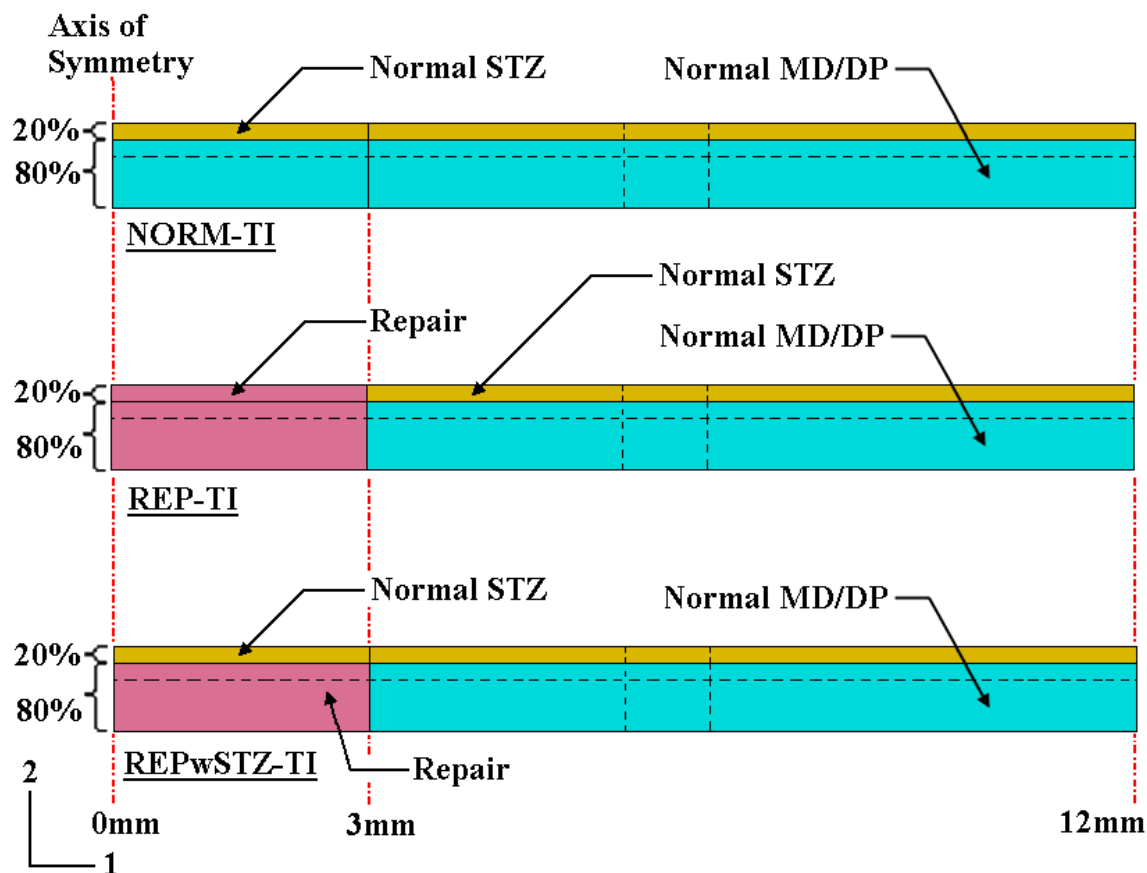 Axis of
Symmetry
Normal STZ
Normal MD/DP
20%
80%
NORM-TI
Normal STZ
Repair
Normal MD/DP
20%
80%
REP-TI
Normal STZ
Normal MD/DP
20%
80%
REPwSTZ-TI
Repair
2
1
0mm
3mm
12mm